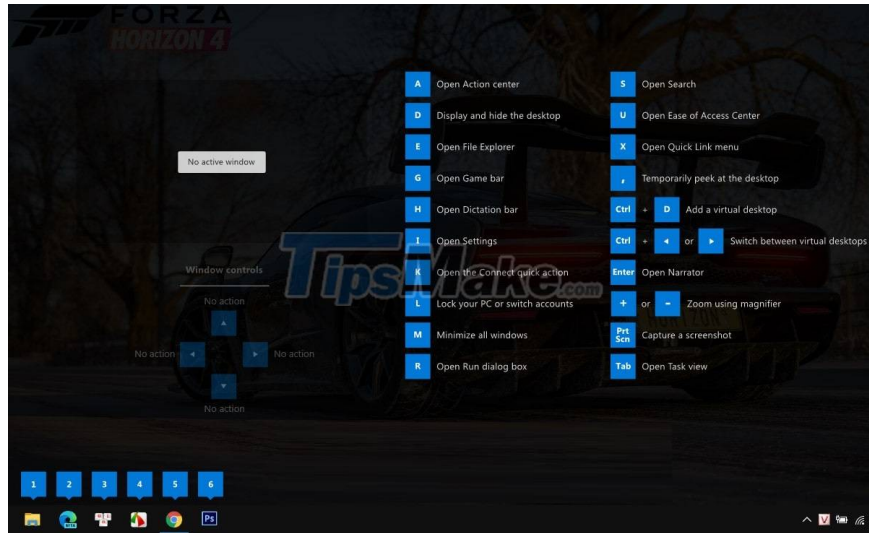 FORZA
HORIZON 4
No active window
Window controls
No action
No action
No action
No action
A Open Action center
D Display and hide the desktop
E Open File Explorer
G Open Game bar
H Open Dictation bar
I Open Settings
K Open the Connect quick action
L Lock your PC or switch accounts
M Minimize all windows
R Open Run dialog box
S Open Search
U Open Ease of Access Center
X Open Quick Link menu
, Temporarily peek at the desktop
Ctrl + D Add a virtual desktop
Ctrl + or Switch between virtual desktops
Enter Open Narrator
+ or - Zoom using magnifier
Prt Scn Capture a screenshot
Tab Open Task view
TipsMake.com
1 2 3 4 5 6
BETA
Ps
V